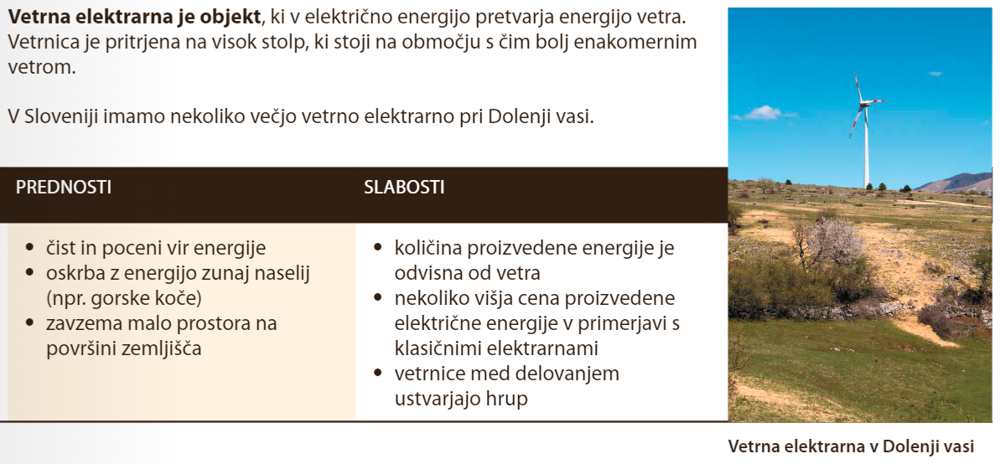 Vetrna elektrarna je objekt, ki v električno energijo pretvarja energijo vetra.
Vetrnica je pritrjena na visok stolp, ki stoji na območju s čim bolj enakomernim
vetrom.
V Sloveniji imamo nekoliko večjo vetrno elektrarno pri Dolenji vasi.
PREDNOSTI
• čist in poceni vir energije
• oskrba z energijo zunaj naselij
(npr. gorske koče)
• zavzema malo prostora na
površini zemljišča
SLABOSTI
• količina proizvedene energije je
odvisna od vetra
• nekoliko višja cena proizvedene
električne energije v primerjavi s
klasičnimi elektrarnami
• vetrnice med delovanjem
ustvarjajo hrup
Vetrna elektrarna v Dolenji vasi